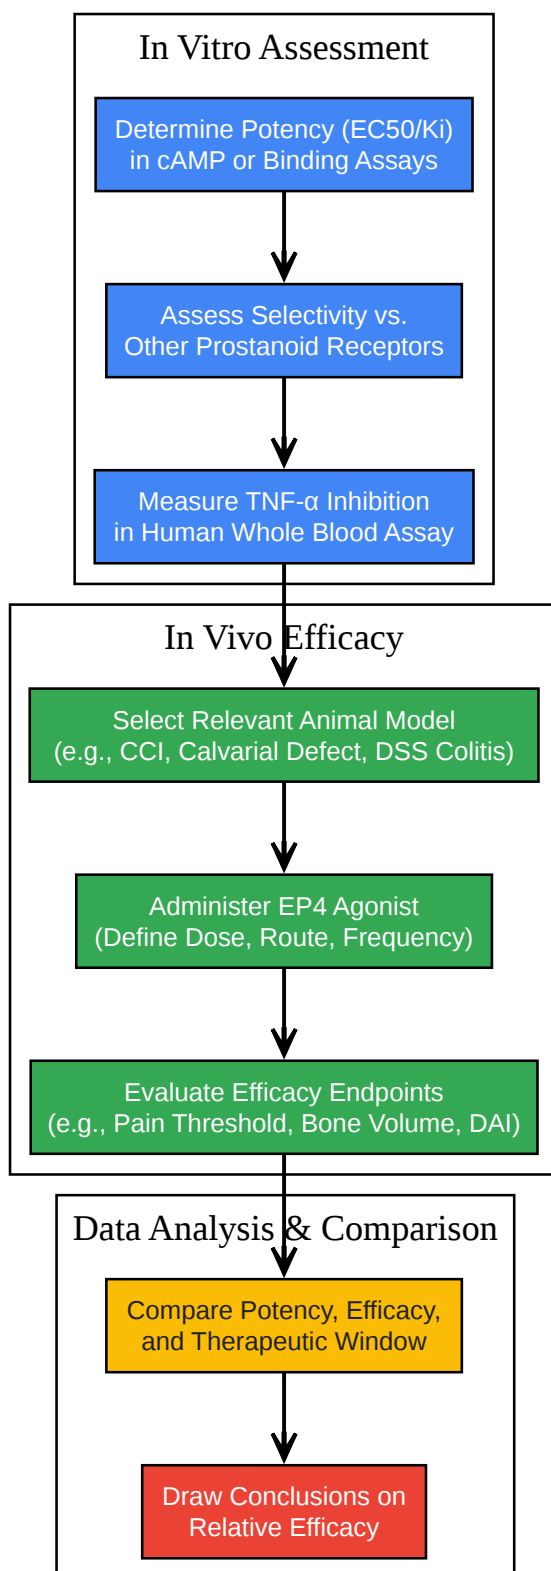 In Vitro Assessment
Determine Potency (EC50/Ki)
in cAMP or Binding Assays
Assess Selectivity vs.
Other Prostanoid Receptors
Measure TNF-α Inhibition
in Human Whole Blood Assay
In Vivo Efficacy
Select Relevant Animal Model
(e.g., CCI, Calvarial Defect, DSS Colitis)
Administer EP4 Agonist
(Define Dose, Route, Frequency)
Evaluate Efficacy Endpoints
(e.g., Pain Threshold, Bone Volume, DAI)
Data Analysis & Comparison
Compare Potency, Efficacy,
and Therapeutic Window
Draw Conclusions on
Relative Efficacy